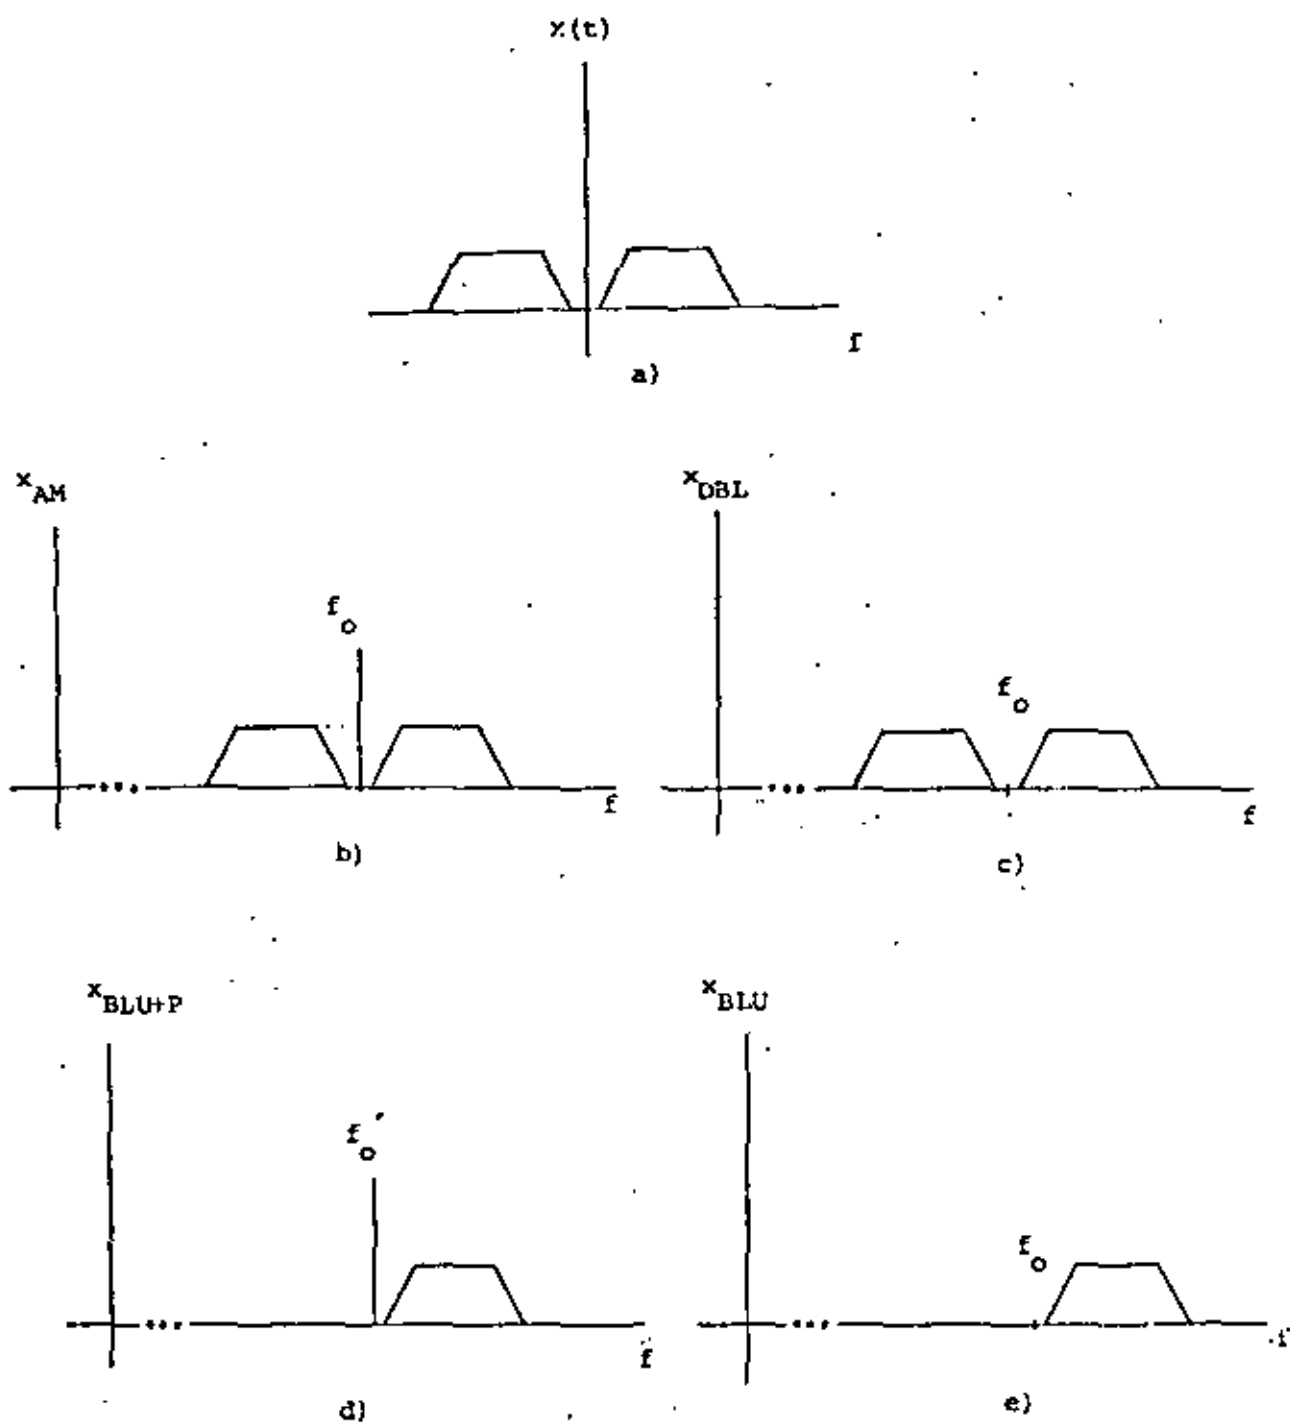 x(t)
f
a)
x_AM
f_o
f
b)
x_DBL
f_o
f
c)
x_BLU+P
f_o'
f
d)
x_BLU
f_o
f
e)